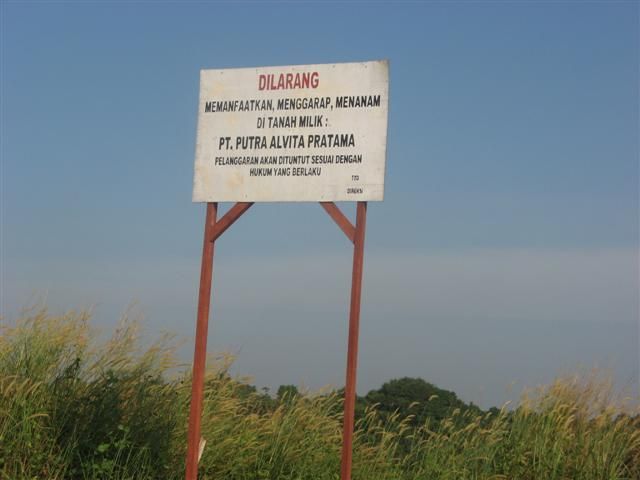 DILARANG
MEMANFAATKAN, MENGGARAP, MENANAM
DI TANAH MILIK :
PT. PUTRA ALVITA PRATAMA
PELANGGARAN AKAN DITUNTUT SESUAI DENGAN
HUKUM YANG BERLAKU
TTD
DIREKSI